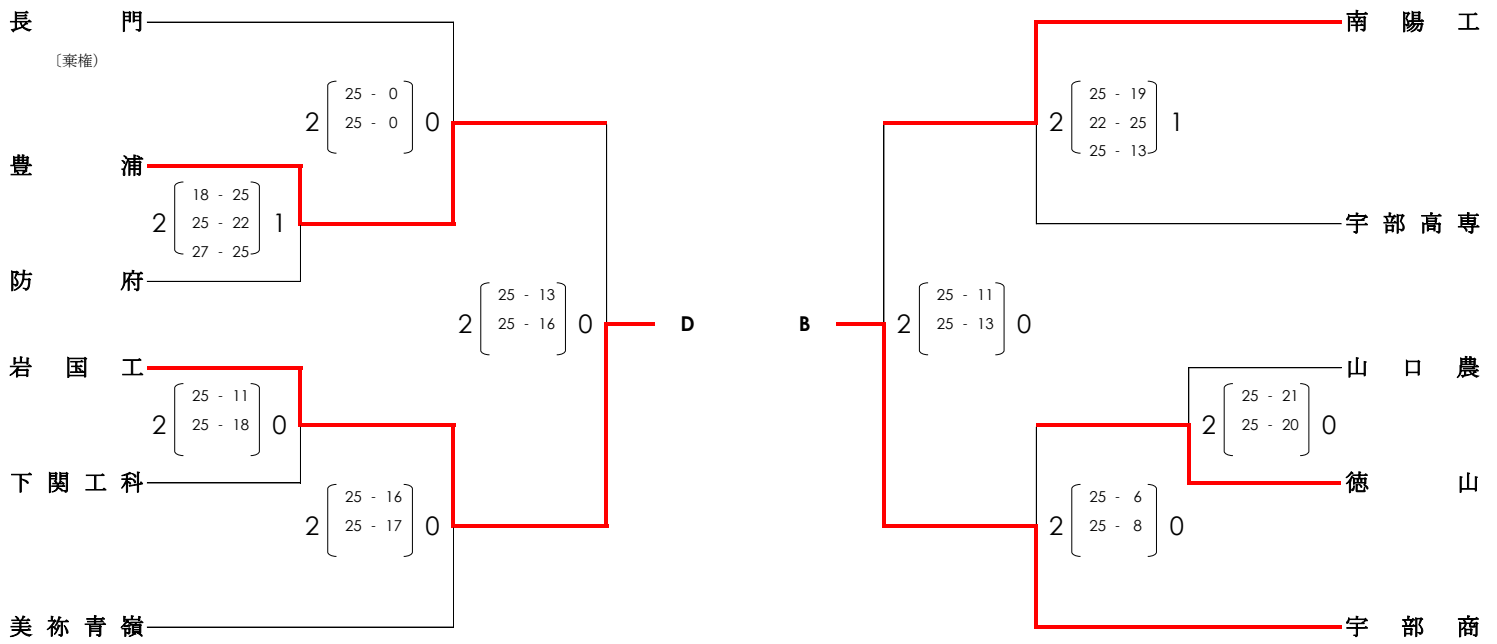 長門
〔棄権）
2 25 - 0 0
25 - 0
豊浦
2 18 - 25 1
25 - 22
27 - 25
防府
2 25 - 13 0
25 - 16
D
岩国工
2 25 - 11 0
25 - 18
下関工科
2 25 - 16 0
25 - 17
美祢青嶺
南陽工
2 25 - 19 1
22 - 25
25 - 13
宇部高専
B
2 25 - 11 0
25 - 13
山口農
2 25 - 21 0
25 - 20
徳山
2 25 - 6 0
25 - 8
宇部商